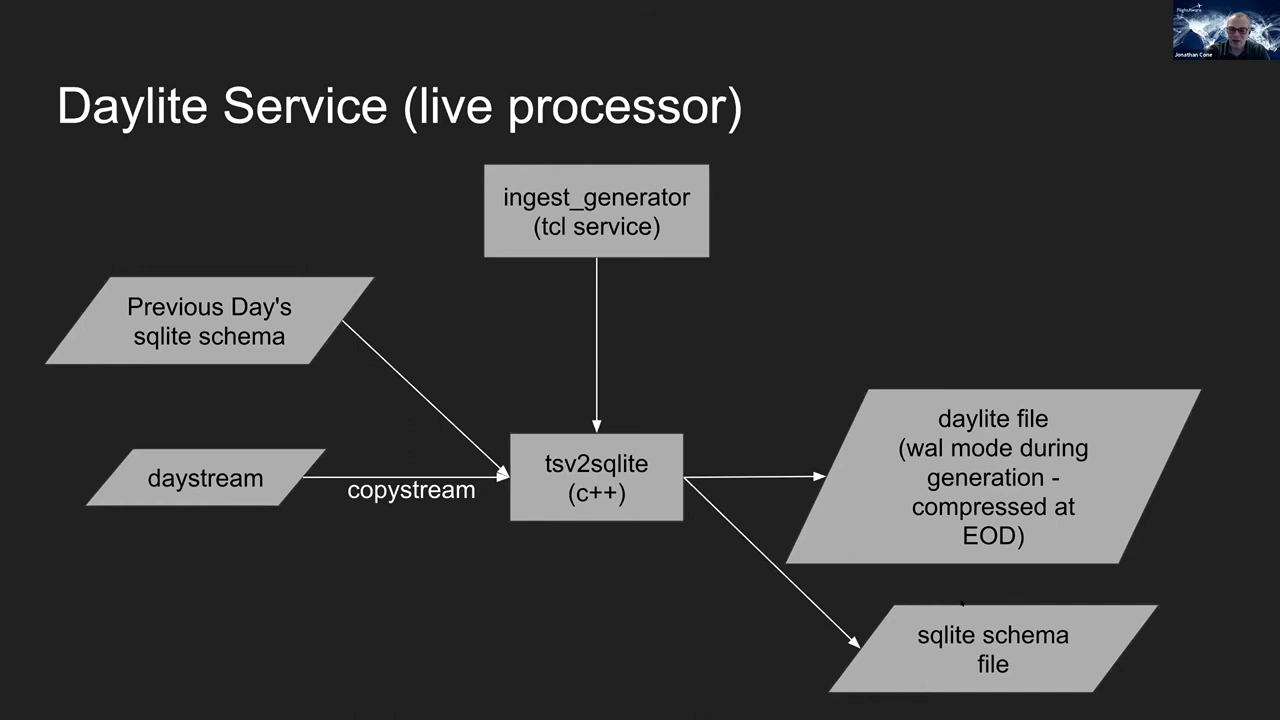 FlightAware
Jonathan Cone
Daylite Service (live processor)
ingest_generator
(tcl service)
Previous Day's
sqlite schema
daystream
copystream
tsv2sqlite
(c++)
daylite file
(wal mode during
generation -
compressed at
EOD)
sqlite schema
file